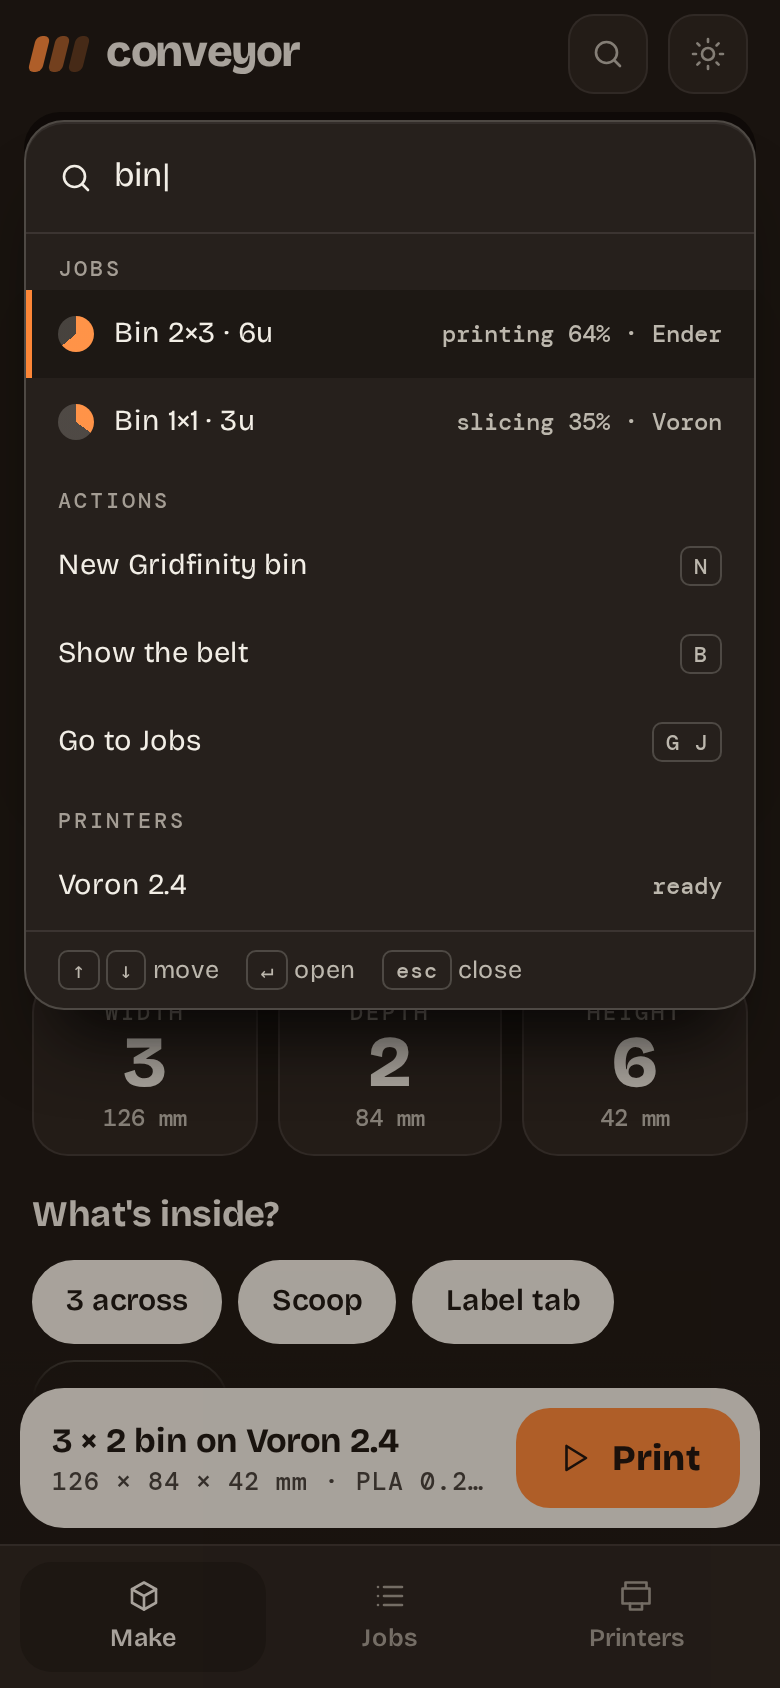 conveyor
bin
JOBS
Bin 2×3 · 6u printing 64% · Ender
Bin 1×1 · 3u slicing 35% · Voron
ACTIONS
New Gridfinity bin N
Show the belt B
Go to Jobs G J
PRINTERS
Voron 2.4 ready
↑ ↓ move ↵ open esc close
WIDTH DEPTH HEIGHT
3 2 6
126 mm 84 mm 42 mm
What's inside?
3 across Scoop Label tab
3 × 2 bin on Voron 2.4
126 × 84 × 42 mm · PLA 0.2…
Print
Make Jobs Printers